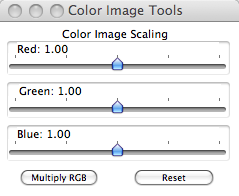 Color Image Tools
Color Image Scaling
Red: 1.00
Green: 1.00
Blue: 1.00
Multiply RGB
Reset